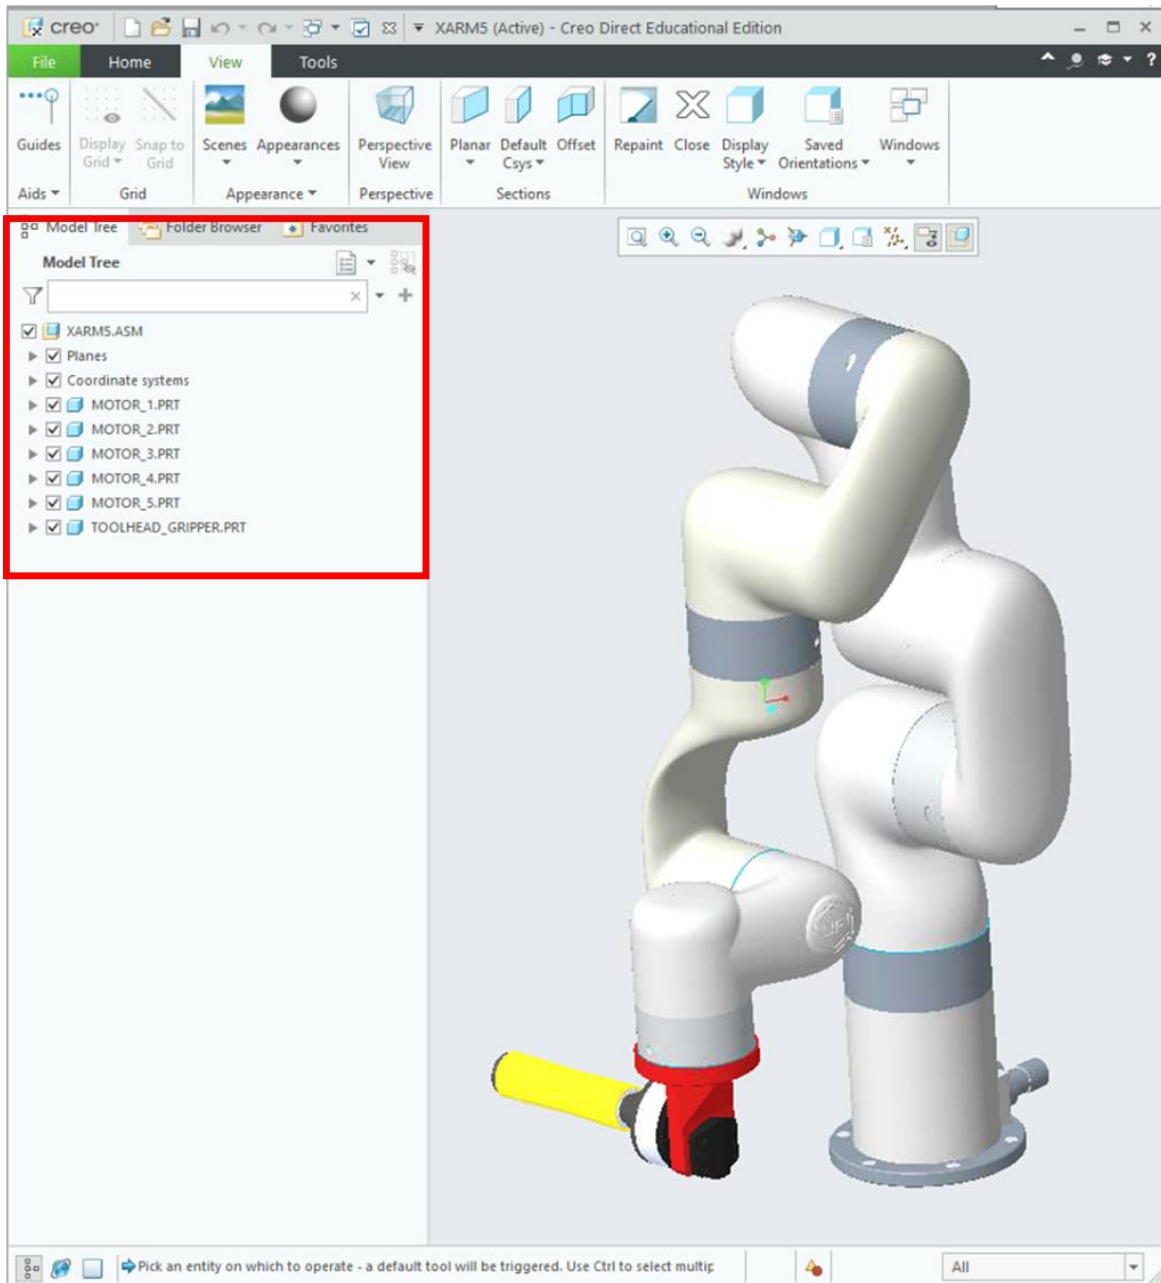 creo
XARM5 (Active) - Creo Direct Educational Edition
File Home View Tools
Guides Display Grid Snap to Grid Scenes Appearances Perspective View Planar Default Csys Offset Repaint Close Display Style Saved Orientations Windows
Aids Grid Appearance Perspective Sections Windows
Model Tree Folder Browser Favorites
Model Tree
XARM5.ASM
Planes
Coordinate systems
MOTOR_1.PRT
MOTOR_2.PRT
MOTOR_3.PRT
MOTOR_4.PRT
MOTOR_5.PRT
TOOLHEAD_GRIPPER.PRT
Pick an entity on which to operate - a default tool will be triggered. Use Ctrl to select multip
All